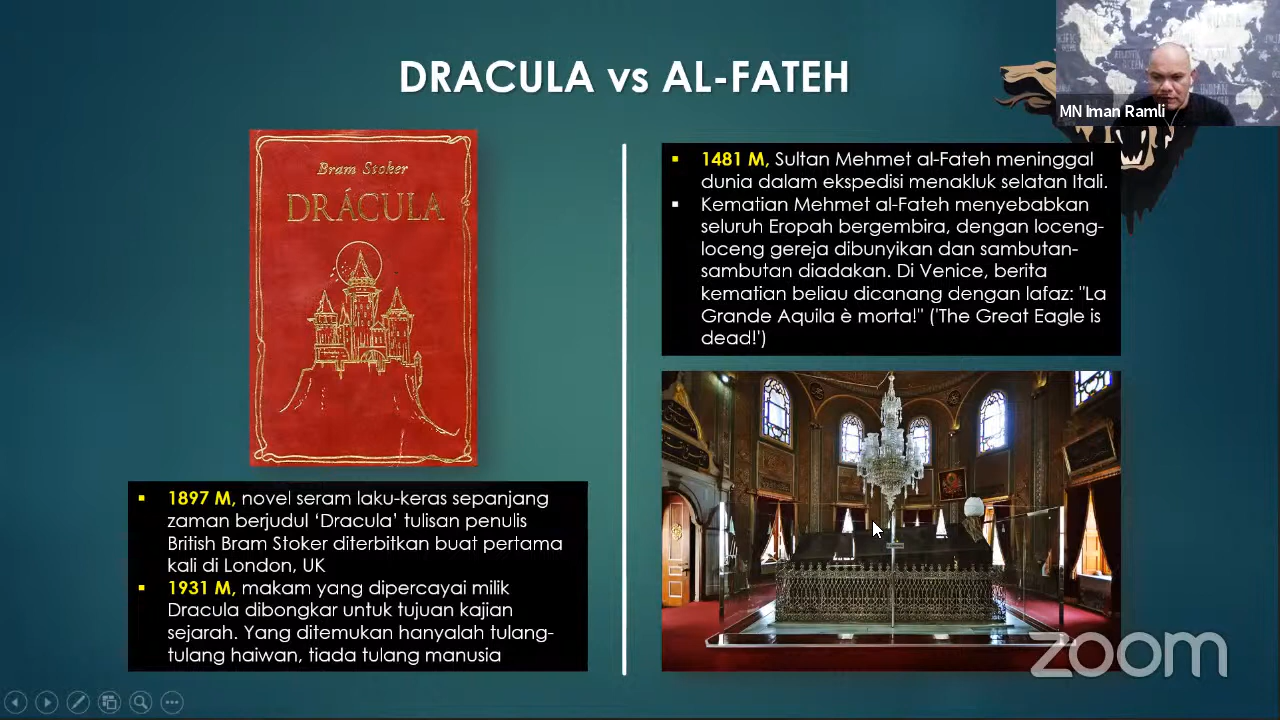 DRACULA vs AL-FATEH
MN Iman Ramli
Bram Stoker
DRÁCULA
1897 M, novel seram laku-keras sepanjang
zaman berjudul ‘Dracula’ tulisan penulis
British Bram Stoker diterbitkan buat pertama
kali di London, UK
1931 M, makam yang dipercayai milik
Dracula dibongkar untuk tujuan kajian
sejarah. Yang ditemukan hanyalah tulang-
tulang haiwan, tiada tulang manusia
1481 M, Sultan Mehmet al-Fateh meninggal
dunia dalam ekspedisi menakluk selatan Itali.
Kematian Mehmet al-Fateh menyebabkan
seluruh Eropah bergembira, dengan loceng-
loceng gereja dibunyikan dan sambutan-
sambutan diadakan. Di Venice, berita
kematian beliau dicanang dengan lafaz: "La
Grande Aquila è morta!" ('The Great Eagle is
dead!')
zoom